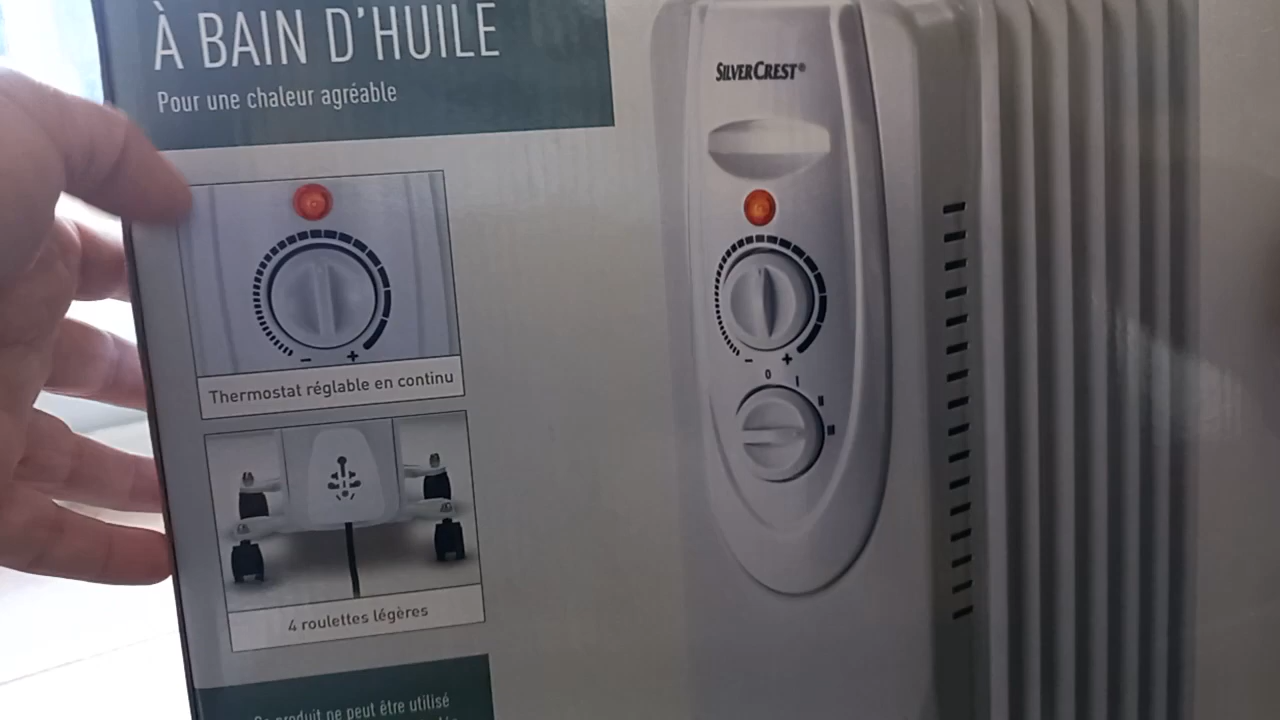 À BAIN D'HUILE
Pour une chaleur agréable
SILVERCREST®
- +
Thermostat réglable en continu
- +
0 I
II
III
4 roulettes légères
produit ne peut être utilisé